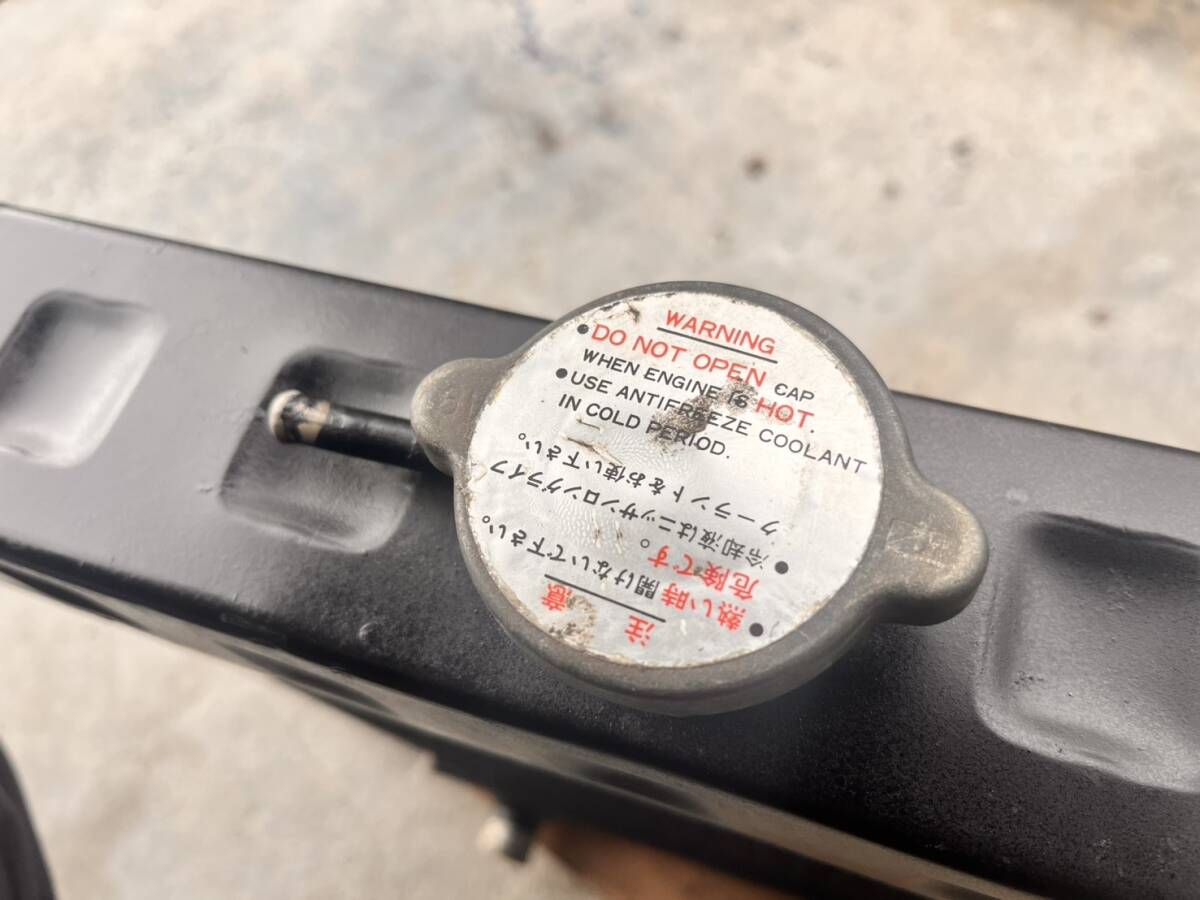 WARNING
●DO NOT OPEN CAP
WHEN ENGINE IS HOT.
●USE ANTIFREEZE COOLANT
IN COLD PERIOD.
注 意
●熱い時開けないで下さい。
危険です。
●冷却液はニッサンロングライフ
クーラントをお使い下さい。